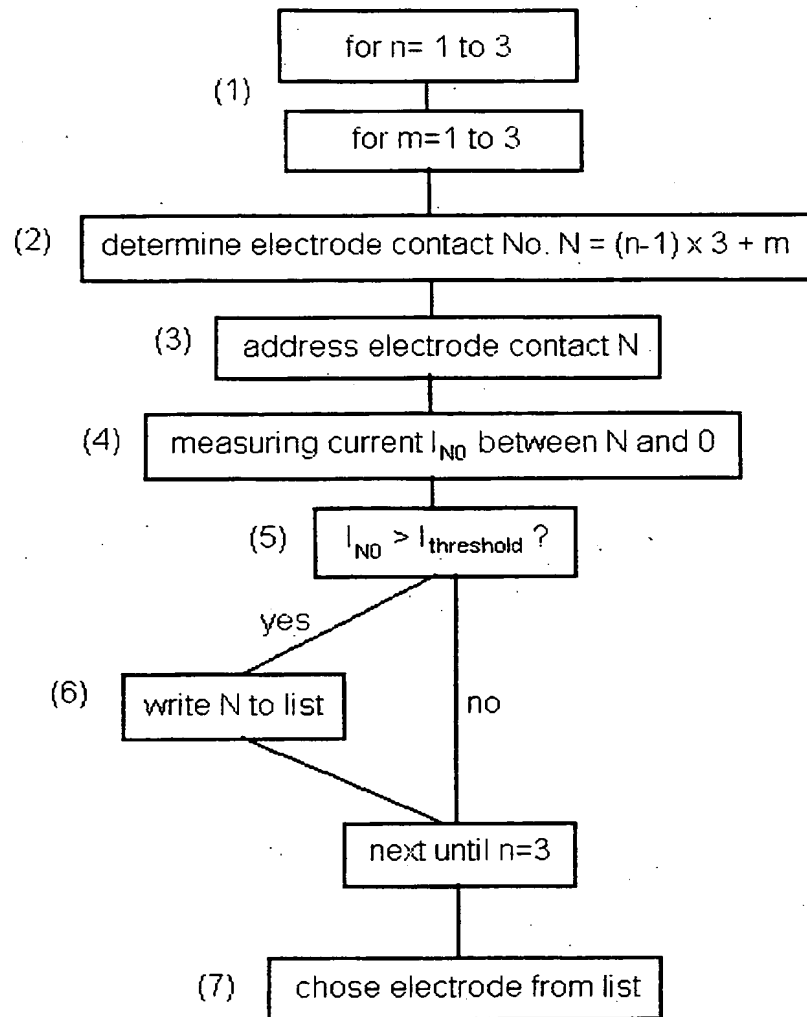 for n= 1 to 3
(1)
for m=1 to 3
(2) determine electrode contact No. N = (n-1) x 3 + m
(3) address electrode contact N
(4) measuring current I_N0 between N and 0
(5) I_N0 > I_threshold ?
yes
(6) write N to list
no
next until n=3
(7) chose electrode from list